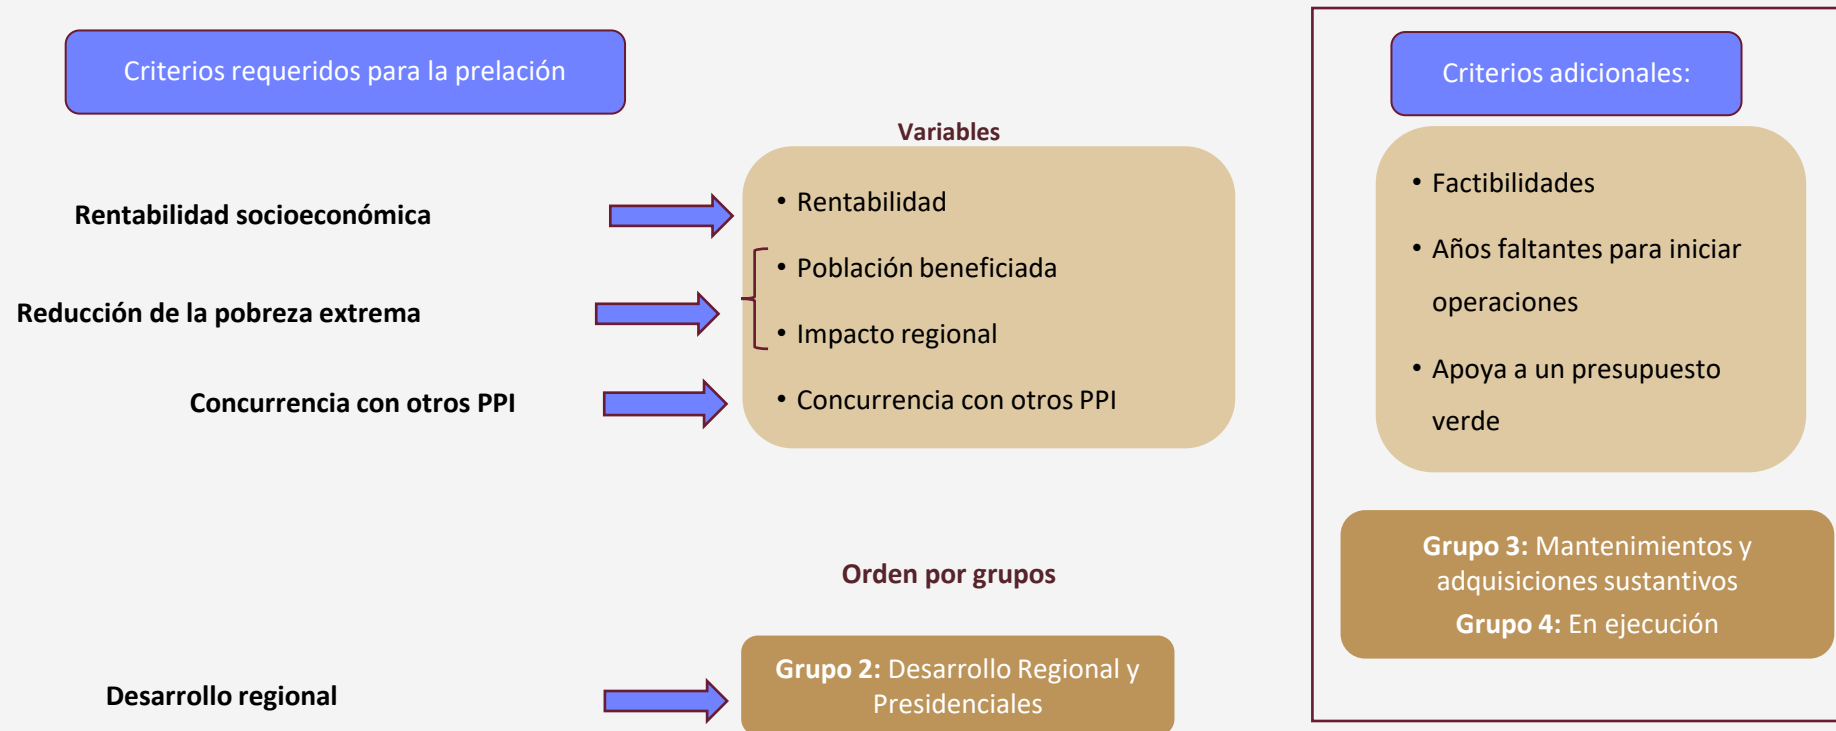 Criterios requeridos para la prelación
Variables
Rentabilidad socioeconómica
• Rentabilidad
• Población beneficiada
Reducción de la pobreza extrema
• Impacto regional
Concurrencia con otros PPI
• Concurrencia con otros PPI
Orden por grupos
Desarrollo regional
Grupo 2: Desarrollo Regional y
Presidenciales
Criterios adicionales:
• Factibilidades
• Años faltantes para iniciar
operaciones
• Apoya a un presupuesto
verde
Grupo 3: Mantenimientos y
adquisiciones sustantivos
Grupo 4: En ejecución